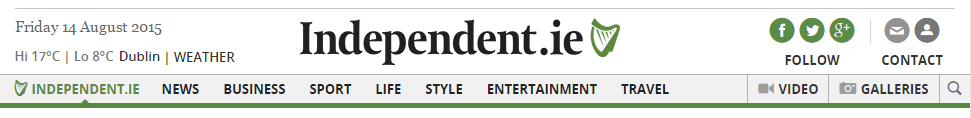 Friday 14 August 2015
Independent.ie
Hi 17°C | Lo 8°C Dublin | WEATHER
FOLLOW
CONTACT
INDEPENDENT.IE NEWS BUSINESS SPORT LIFE STYLE ENTERTAINMENT TRAVEL VIDEO GALLERIES